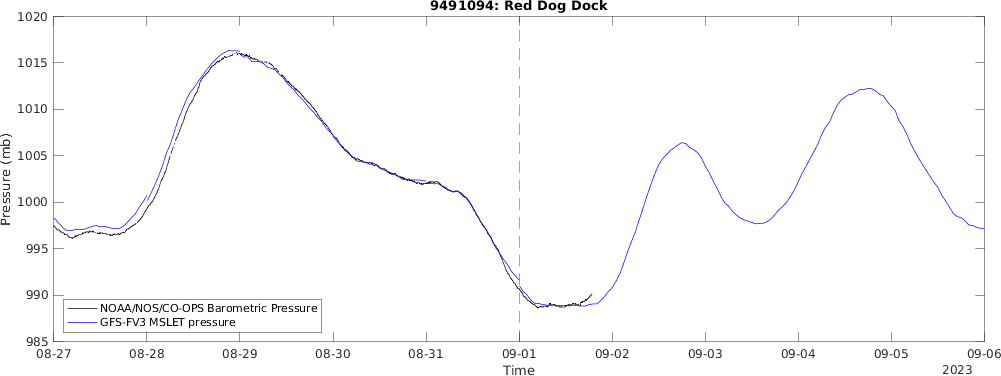 9491094: Red Dog Dock
1020
1015
1010
1005
1000
995
990
985
Pressure (mb)
NOAA/NOS/CO-OPS Barometric Pressure
GFS-FV3 MSLET pressure
08-27 08-28 08-29 08-30 08-31 09-01 09-02 09-03 09-04 09-05 09-06
Time
2023